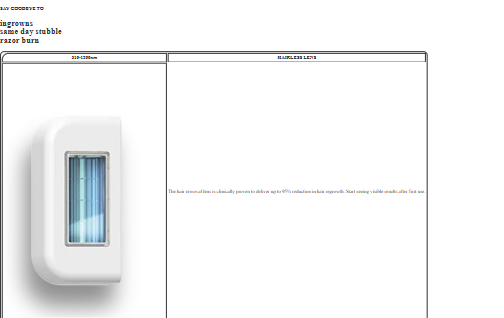 SAY GOODBYE TO
ingrowns
same day stubble
razor burn
510-1200nm
HAIRLESS LENS
The hair removal lens is clinically proven to deliver up to 95% reduction in hair regrowth. Start seeing visible results after first use.